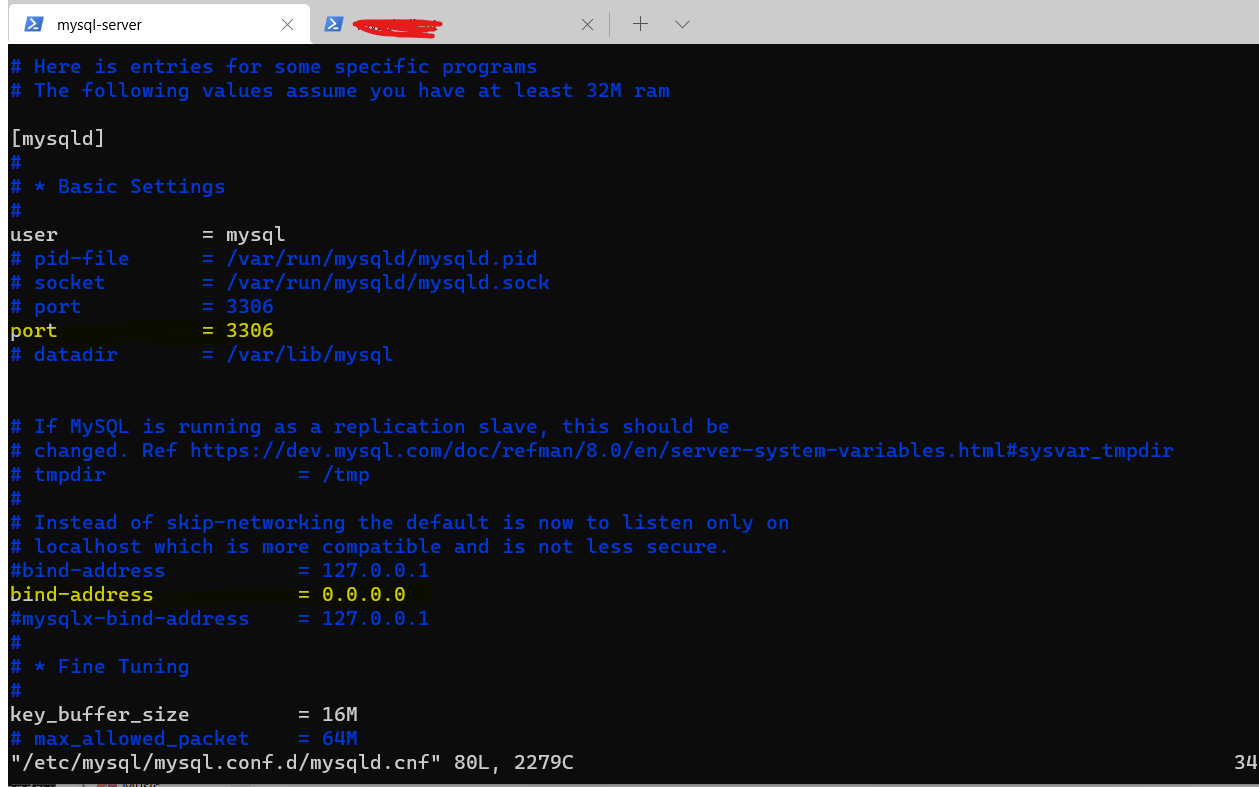 mysql-server
# Here is entries for some specific programs
# The following values assume you have at least 32M ram
[mysqld]
#
# * Basic Settings
#
user            = mysql
# pid-file      = /var/run/mysqld/mysqld.pid
# socket        = /var/run/mysqld/mysqld.sock
# port          = 3306
port            = 3306
# datadir       = /var/lib/mysql
# If MySQL is running as a replication slave, this should be
# changed. Ref https://dev.mysql.com/doc/refman/8.0/en/server-system-variables.html#sysvar_tmpdir
# tmpdir                = /tmp
#
# Instead of skip-networking the default is now to listen only on
# localhost which is more compatible and is not less secure.
#bind-address           = 127.0.0.1
bind-address            = 0.0.0.0
#mysqlx-bind-address    = 127.0.0.1
#
# * Fine Tuning
#
key_buffer_size         = 16M
# max_allowed_packet    = 64M
"/etc/mysql/mysql.conf.d/mysqld.cnf" 80L, 2279C 34